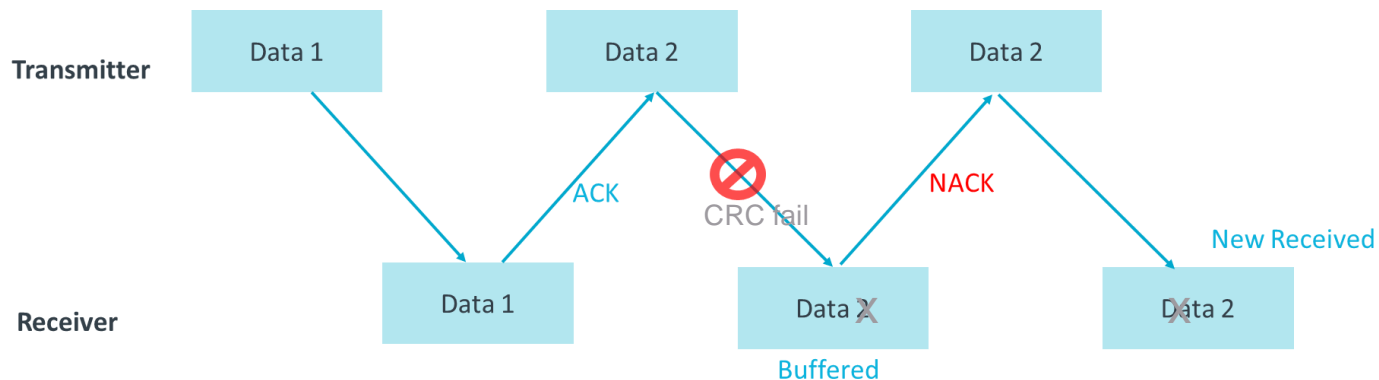 Transmitter
Data 1
Data 2
Data 2
ACK
CRC fail
NACK
New Received
Receiver
Data 1
Data 2
X
Data 2
X
Buffered